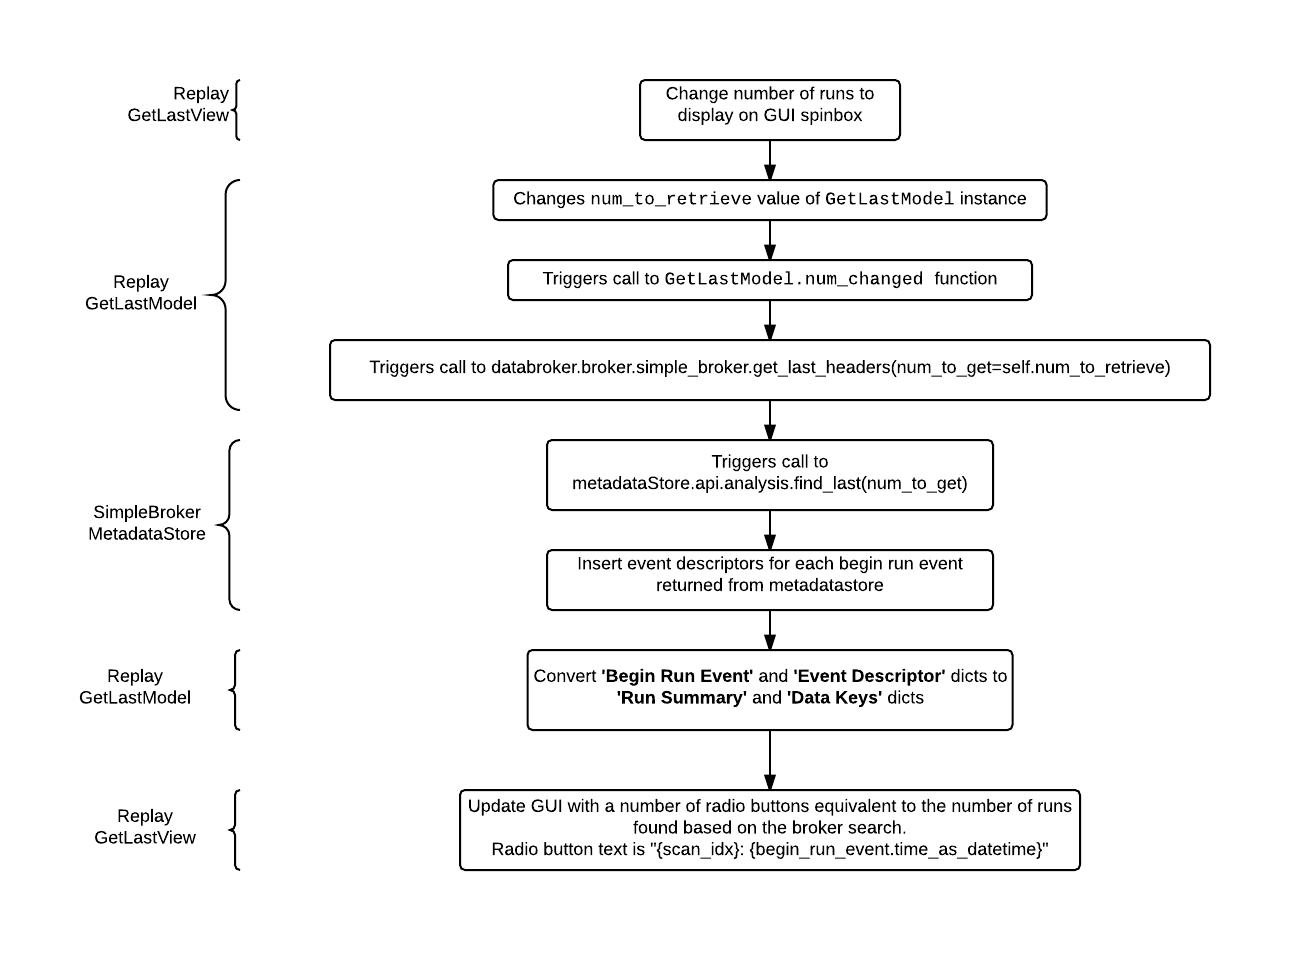 Replay
GetLastView
Change number of runs to
display on GUI spinbox
Changes num_to_retrieve value of GetLastModel instance
Replay
GetLastModel
Triggers call to GetLastModel.num_changed function
Triggers call to databroker.broker.simple_broker.get_last_headers(num_to_get=self.num_to_retrieve)
SimpleBroker
MetadataStore
Triggers call to
metadataStore.api.analysis.find_last(num_to_get)
Insert event descriptors for each begin run event
returned from metadatastore
Replay
GetLastModel
Convert 'Begin Run Event' and 'Event Descriptor' dicts to
'Run Summary' and 'Data Keys' dicts
Replay
GetLastView
Update GUI with a number of radio buttons equivalent to the number of runs
found based on the broker search.
Radio button text is "{scan_idx}: {begin_run_event.time_as_datetime}"